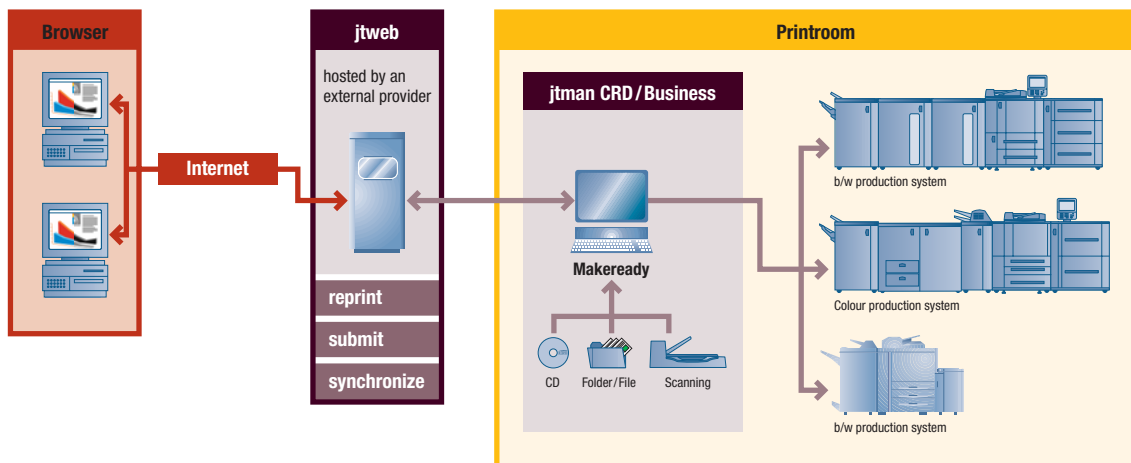 Browser
Internet
jtweb
hosted by an
external provider
reprint
submit
synchronize
Printroom
jtman CRD/Business
Makeready
CD
Folder/File
Scanning
b/w production system
Colour production system
b/w production system